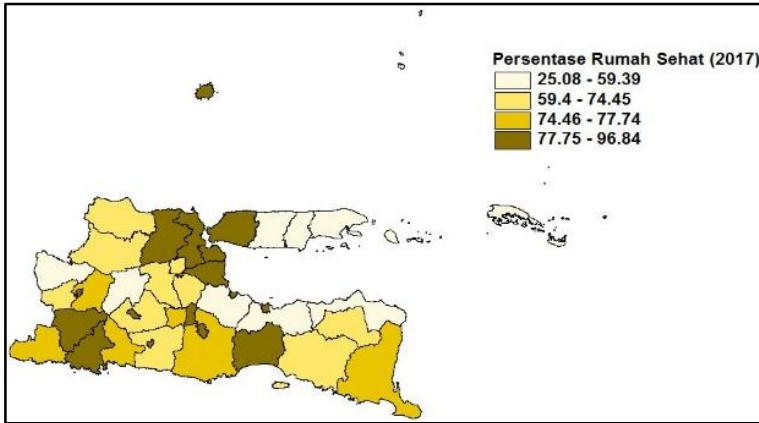 Persentase Rumah Sehat (2017)
25.08 - 59.39
59.4 - 74.45
74.46 - 77.74
77.75 - 96.84